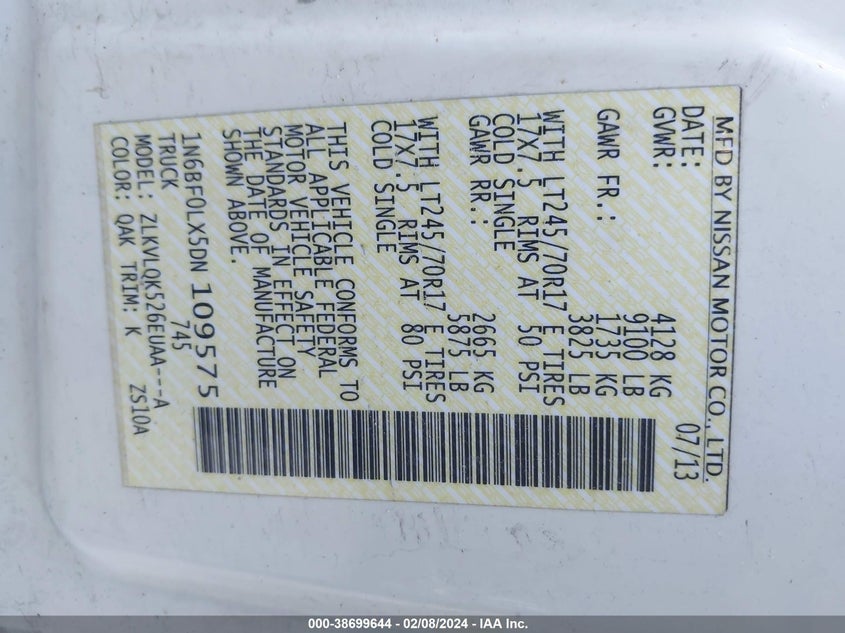 MFD BY NISSAN MOTOR CO., LTD.
DATE: 07/13
GVWR: 4128 KG
9100 LB
GAWR FR.: 1735 KG
3825 LB
WITH LT245/70R17 E TIRES
17X7.5 RIMS AT 50 PSI
COLD SINGLE
GAWR RR.: 2665 KG
5875 LB
WITH LT245/70R17 E TIRES
17X7.5 RIMS AT 80 PSI
COLD SINGLE
THIS VEHICLE CONFORMS TO
ALL APPLICABLE FEDERAL
MOTOR VEHICLE SAFETY
STANDARDS IN EFFECT ON
THE DATE OF MANUFACTURE
SHOWN ABOVE.
1N6BF0LX5DN109575
TRUCK 745
MODEL: ZLKVLQK526EUAA---A
COLOR: QAK TRIM: K ZS10A
000-38699644 - 02/08/2024 - IAA Inc.